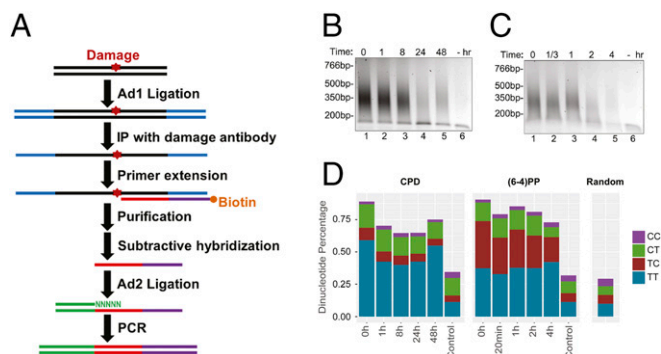 A
Damage
Ad1 Ligation
IP with damage antibody
Primer extension
Biotin
Purification
Subtractive hybridization
Ad2 Ligation
NNNNN
PCR
B
Time: 0 1 8 24 48 - hr
766bp
500bp
350bp
200bp
1 2 3 4 5 6
C
Time: 0 1/3 1 2 4 - hr
766bp
500bp
350bp
200bp
1 2 3 4 5 6
D
CPD (6-4)PP Random
Dinucleotide Percentage
0.75
0.50
0.25
0.00
0h 1h 8h 24h 48h Control
0h 20min 1h 2h 4h Control
CC
CT
TC
TT